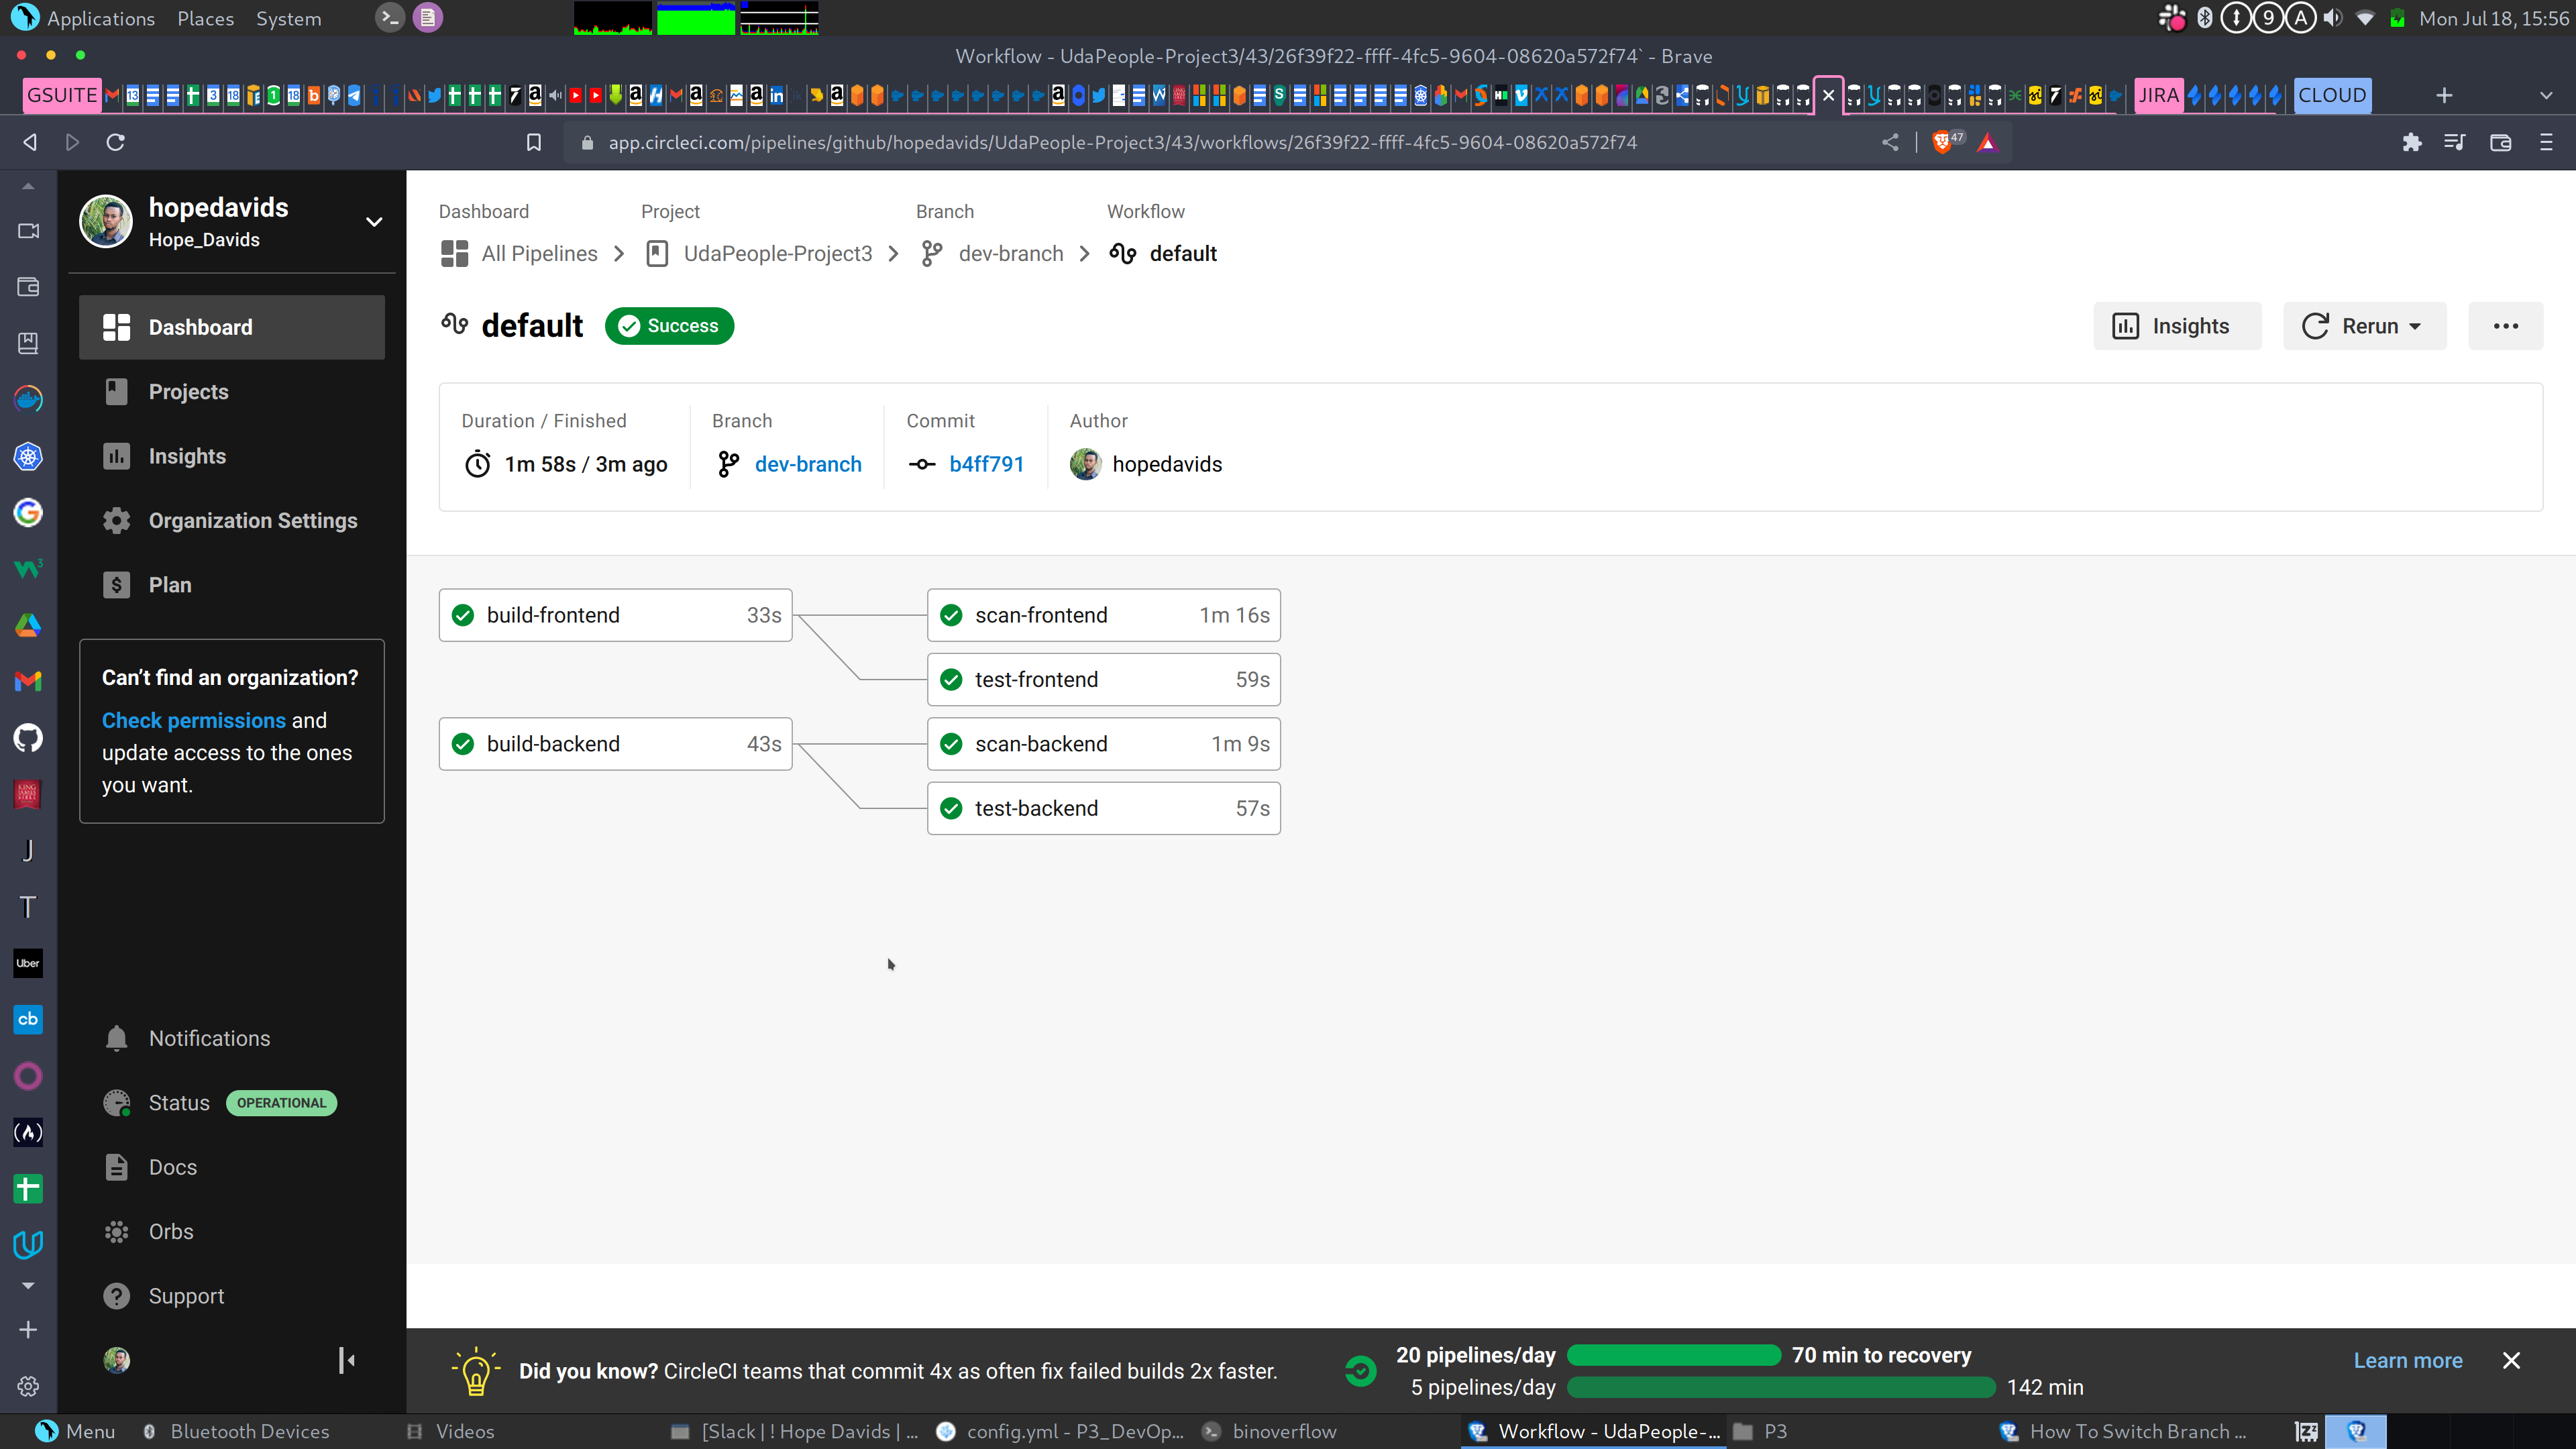 Applications Places System
9 A Mon Jul 18, 15:56
Workflow - UdaPeople-Project3/43/26f39f22-ffff-4fc5-9604-08620a572f74` - Brave
GSUITE JIRA CLOUD
app.circleci.com/pipelines/github/hopedavids/UdaPeople-Project3/43/workflows/26f39f22-ffff-4fc5-9604-08620a572f74 47
hopedavids
Hope_Davids
Dashboard
Projects
Insights
Organization Settings
Plan
Can’t find an organization?
Check permissions and
update access to the ones
you want.
Notifications
Status OPERATIONAL
Docs
Orbs
Support
J
T
Uber
cb
Dashboard Project Branch Workflow
All Pipelines UdaPeople-Project3 dev-branch default
default Success Insights Rerun
Duration / Finished Branch Commit Author
1m 58s / 3m ago dev-branch b4ff791 hopedavids
build-frontend 33s scan-frontend 1m 16s
test-frontend 59s
build-backend 43s scan-backend 1m 9s
test-backend 57s
Did you know? CircleCI teams that commit 4x as often fix failed builds 2x faster.
20 pipelines/day 70 min to recovery
5 pipelines/day 142 min
Learn more
Menu Bluetooth Devices Videos [Slack | ! Hope Davids | ... config.yml - P3_DevOp... binoverflow Workflow - UdaPeople-... P3 How To Switch Branch ...